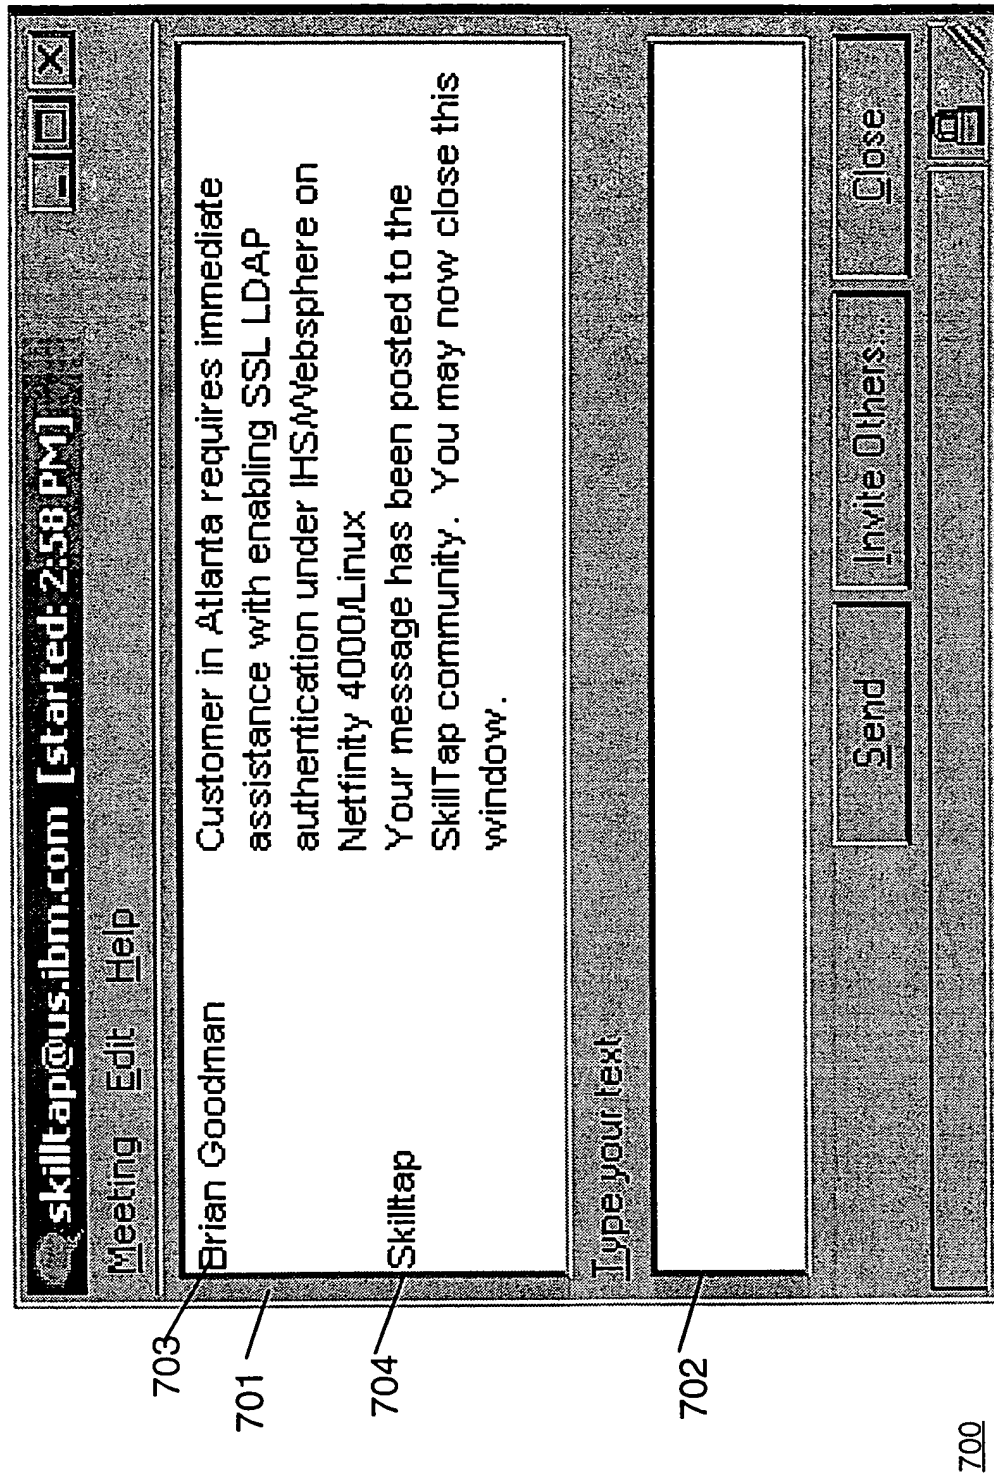 skilltap@us.ibm.com [started: 2:58 PM]
Meeting Edit Help
Brian Goodman Customer in Atlanta requires immediate
assistance with enabling SSL LDAP
authentication under IHS/Websphere on
Netfinity 4000/Linux
Skilltap Your message has been posted to the
SkillTap community. You may now close this
window.
Type your text
Send Invite Others... Close
703
701
704
702
700